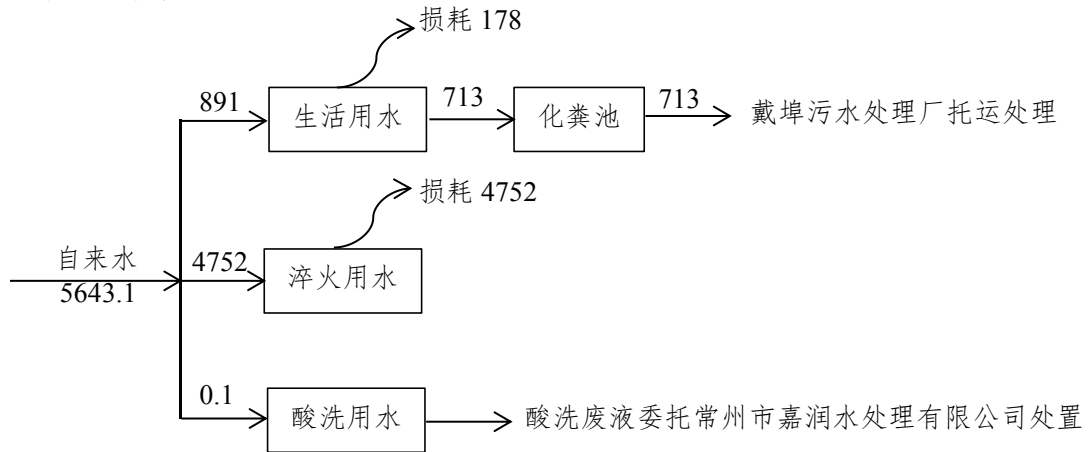 损耗 178
891
生活用水
713
化粪池
713
戴埠污水处理厂托运处理
损耗 4752
自来水
5643.1
4752
淬火用水
0.1
酸洗用水
酸洗废液委托常州市嘉润水处理有限公司处置